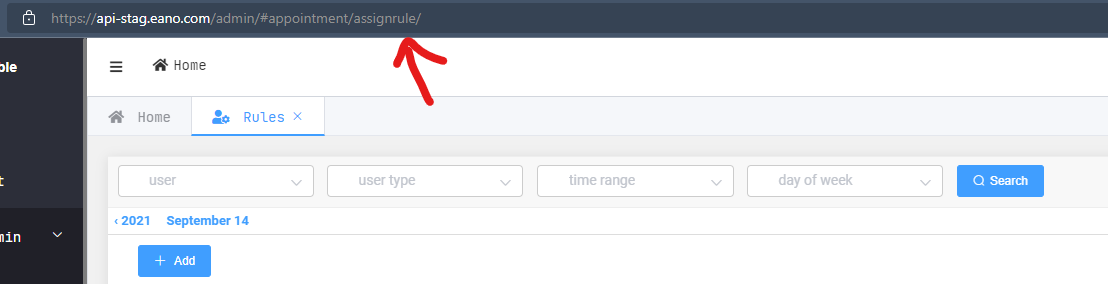 https://api-stag.eano.com/admin/#appointment/assignrule/
ble
Home
Home Rules
t
user user type time range day of week Search
‹ 2021 September 14
min
Add